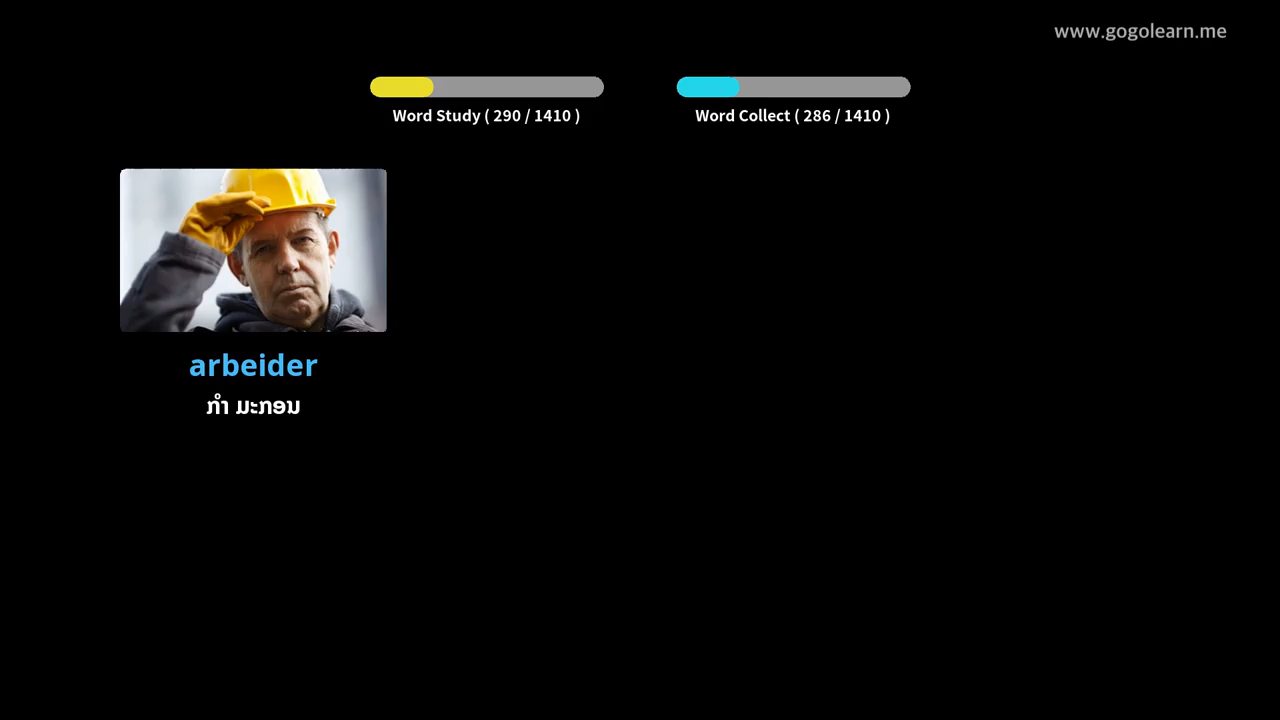 www.gogolearn.me
Word Study ( 290 / 1410 )
Word Collect ( 286 / 1410 )
arbeider
ກຳ ມະກອນ